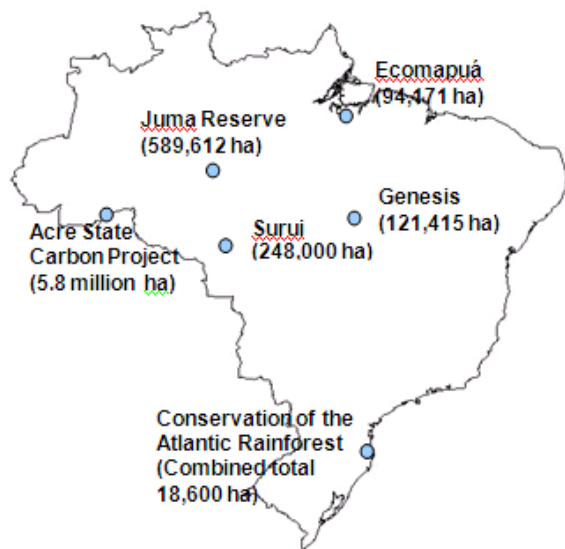 Ecomapuá
(94,171 ha)
Juma Reserve
(589,612 ha)
Genesis
(121,415 ha)
Acre State
Carbon Project
(5.8 million ha)
Surui
(248,000 ha)
Conservation of the
Atlantic Rainforest
(Combined total
18,600 ha)